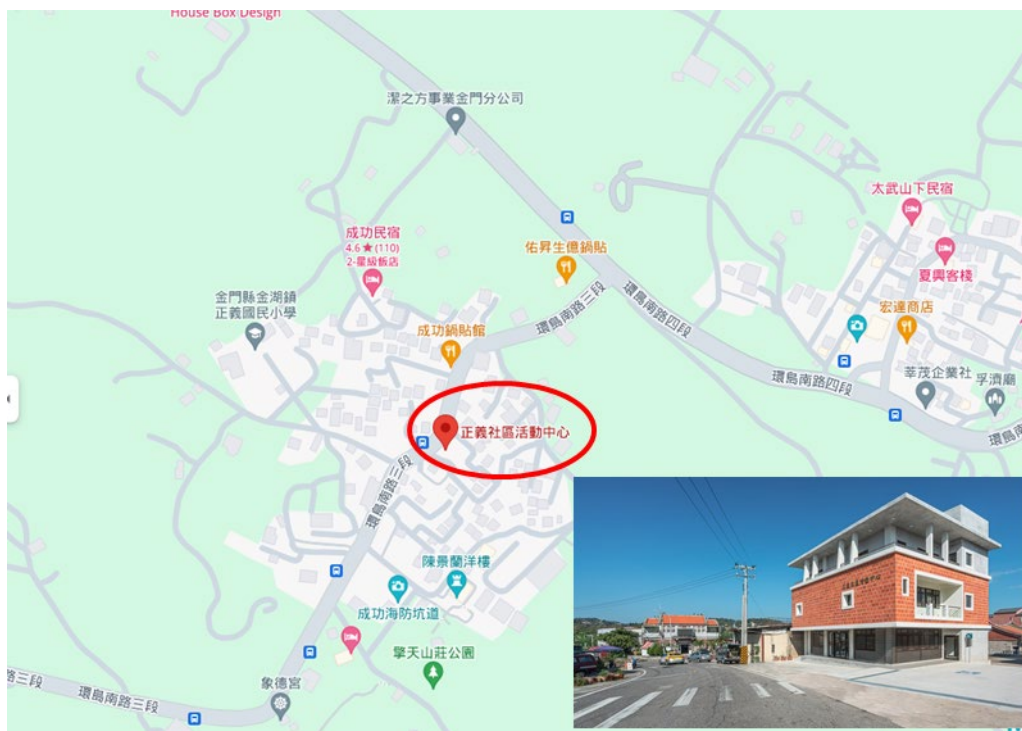 House Box Design
潔之方事業金門分公司
太武山下民宿
成功民宿
4.6★(110)
2-星級飯店
佑昇生億鍋貼
夏興客棧
金門縣金湖鎮
正義國民小學
環島南路三段
環島南路四段
宏達商店
成功鍋貼館
環島南路四段
莘茂企業社
孚濟廟
正義社區活動中心
環島南
環島南路三段
陳景蘭洋樓
成功海防坑道
擎天山莊公園
路三段
環島南路三段
象德宮